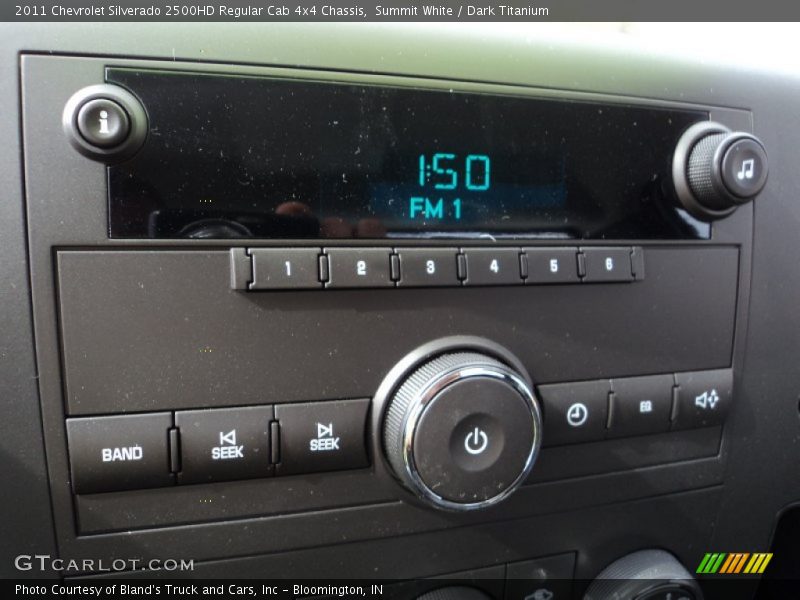 2011 Chevrolet Silverado 2500HD Regular Cab 4x4 Chassis,  Summit White / Dark Titanium
i
1:50
FM 1
1 2 3 4 5 6
BAND
SEEK
SEEK
GTCARLOT.COM
Photo Courtesy of Bland's Truck and Cars, Inc - Bloomington, IN